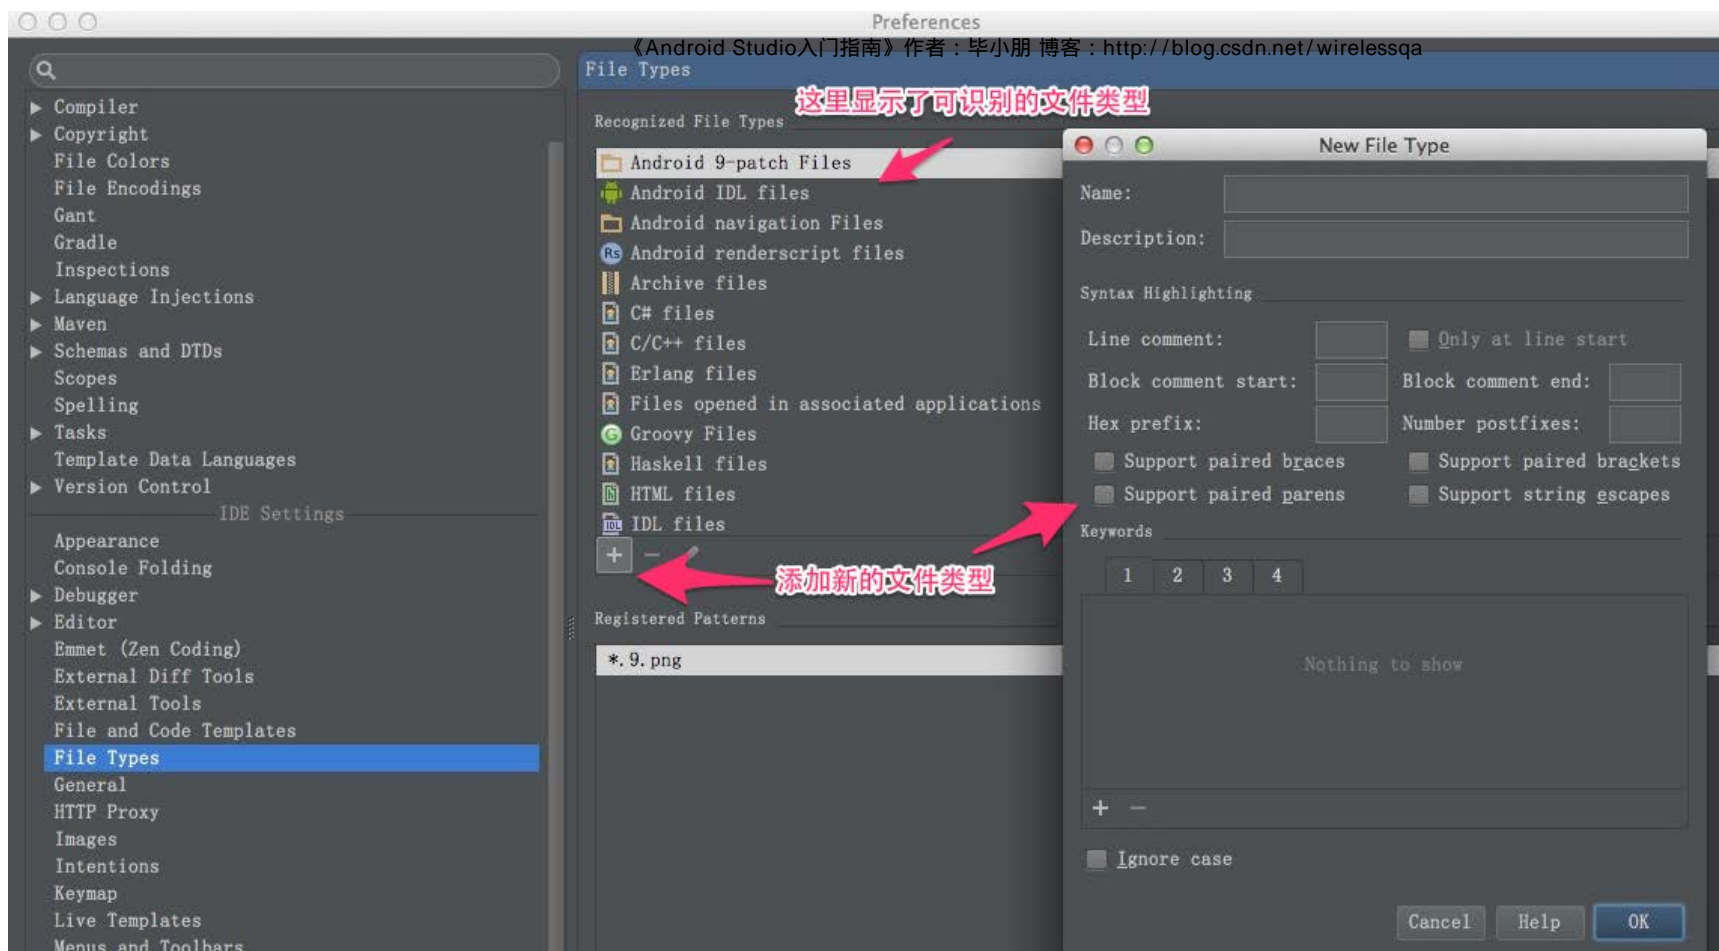 Preferences
《Android Studio入门指南》作者：毕小朋 博客：http://blog.csdn.net/wirelessqa
Compiler
Copyright
File Colors
File Encodings
Gant
Gradle
Inspections
Language Injections
Maven
Schemas and DTDs
Scopes
Spelling
Tasks
Template Data Languages
Version Control
IDE Settings
Appearance
Console Folding
Debugger
Editor
Emmet (Zen Coding)
External Diff Tools
External Tools
File and Code Templates
File Types
General
HTTP Proxy
Images
Intentions
Keymap
Live Templates
Menus and Toolbars
File Types
这里显示了可识别的文件类型
Recognized File Types
Android 9-patch Files
Android IDL files
Android navigation Files
Rs Android renderscript files
Archive files
C# files
C/C++ files
Erlang files
Files opened in associated applications
G Groovy Files
Haskell files
h HTML files
IDL IDL files
+ −
添加新的文件类型
Registered Patterns
*.9.png
New File Type
Name:
Description:
Syntax Highlighting
Line comment: Only at line start
Block comment start: Block comment end:
Hex prefix: Number postfixes:
Support paired braces Support paired brackets
Support paired parens Support string escapes
Keywords
1 2 3 4
Nothing to show
+ −
Ignore case
Cancel Help OK